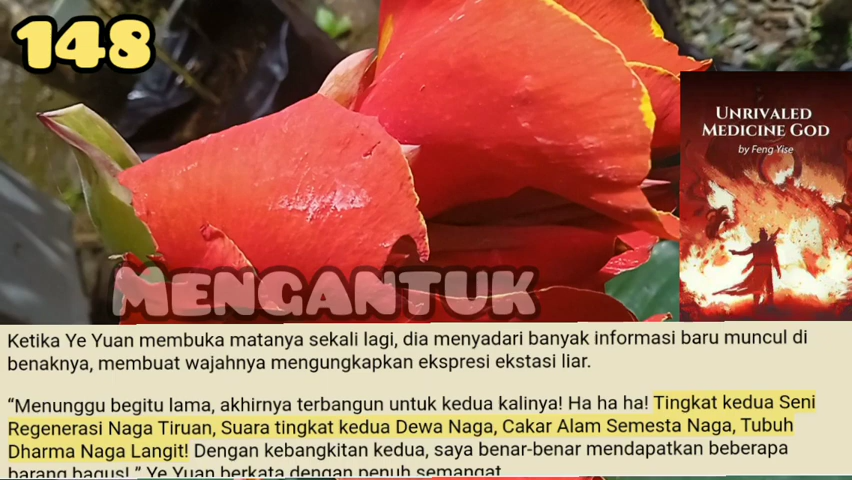 148
UNRIVALED
MEDICINE GOD
by Feng Yise
MENGANTUK
Ketika Ye Yuan membuka matanya sekali lagi, dia menyadari banyak informasi baru muncul di
benaknya, membuat wajahnya mengungkapkan ekspresi ekstasi liar.
“Menunggu begitu lama, akhirnya terbangun untuk kedua kalinya! Ha ha ha! Tingkat kedua Seni
Regenerasi Naga Tiruan, Suara tingkat kedua Dewa Naga, Cakar Alam Semesta Naga, Tubuh
Dharma Naga Langit! Dengan kebangkitan kedua, saya benar-benar mendapatkan beberapa
barang bagus! ” Ye Yuan berkata dengan penuh semangat